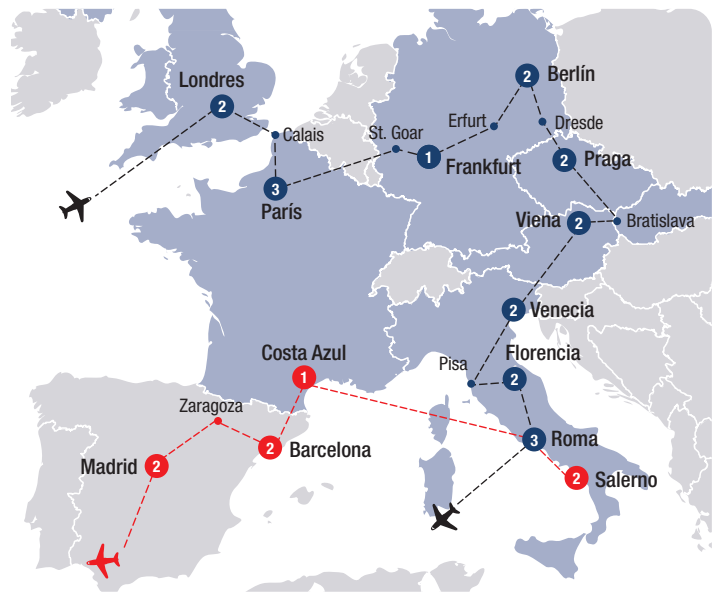 Londres
2
Calais
3
París
St. Goar
1
Frankfurt
Erfurt
2
Berlín
Dresde
2
Praga
Viena
2
Bratislava
2
Venecia
Pisa
Florencia
2
Costa Azul
1
Zaragoza
Madrid
2
2
Barcelona
3
Roma
2
Salerno